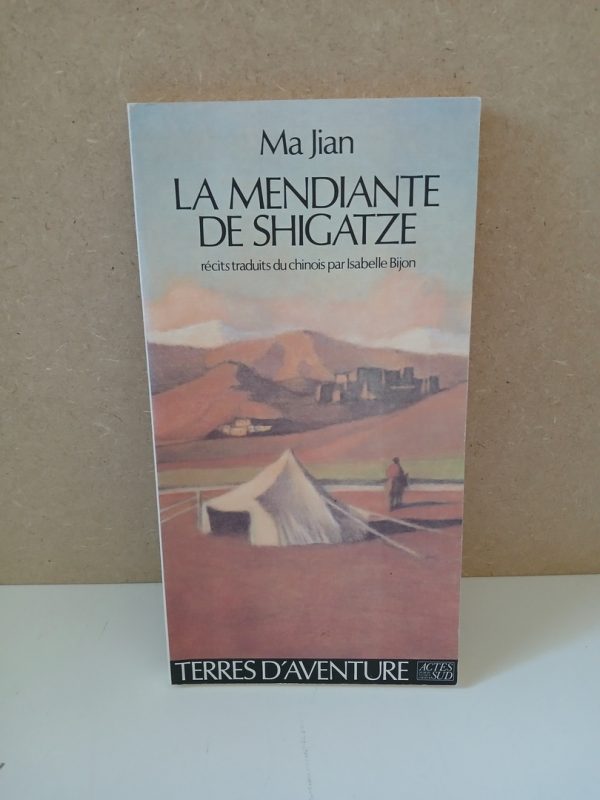 Ma Jian
LA MENDIANTE
DE SHIGATZE
récits traduits du chinois par Isabelle Bijon
TERRES D'AVENTURE
ACTES
SUD